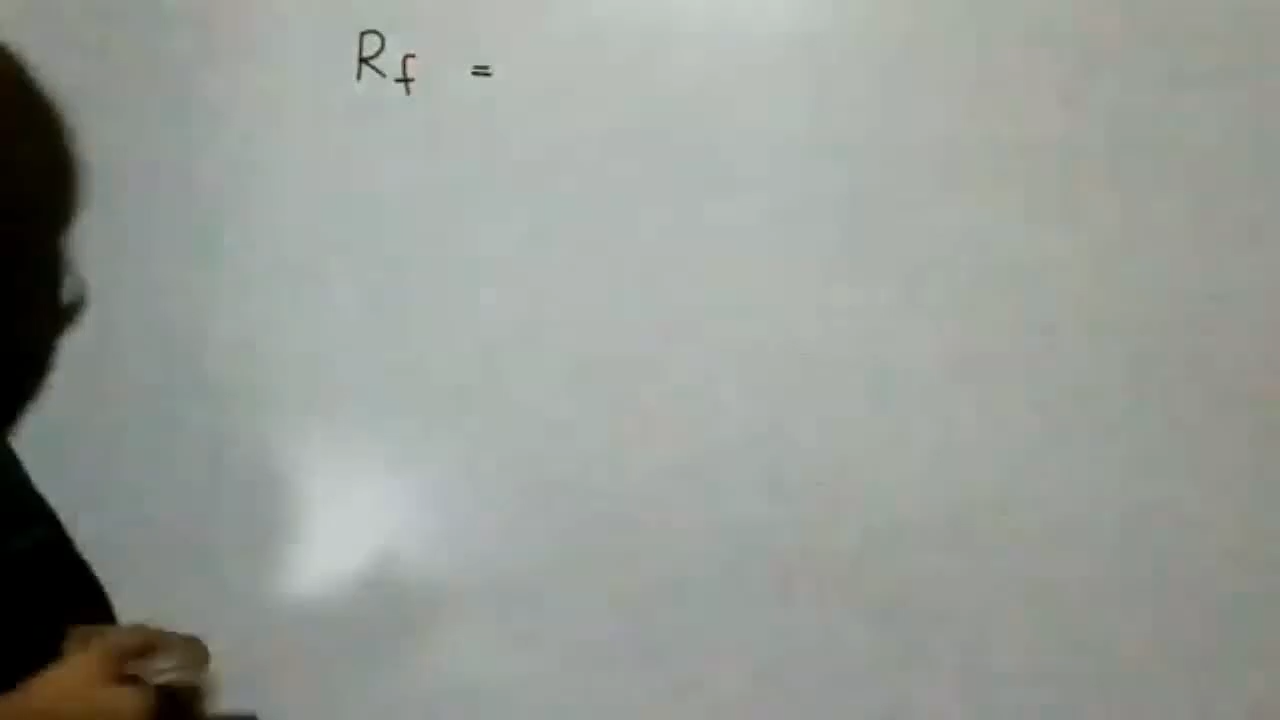 Rf =